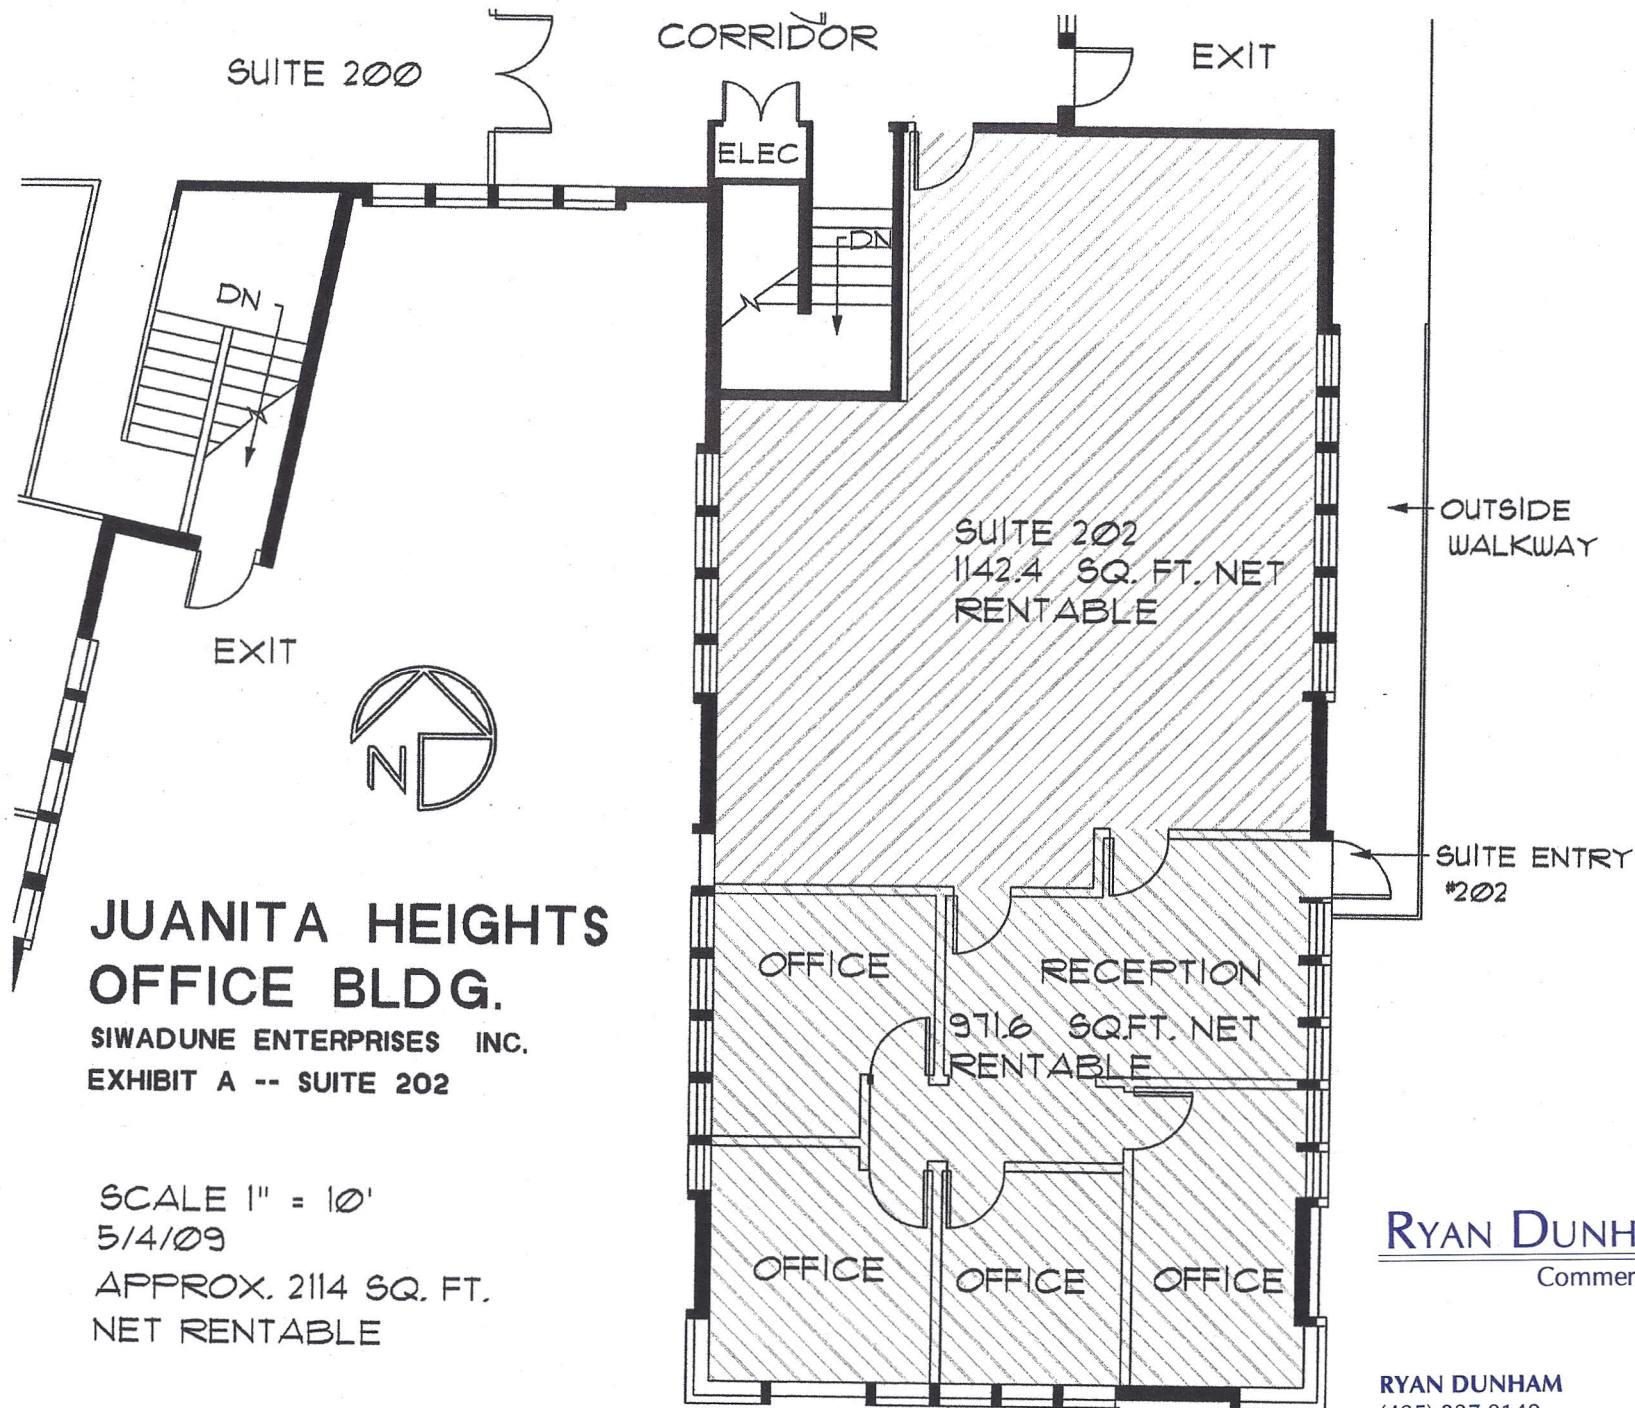 CORRIDOR
SUITE 200
EXIT
ELEC
DN
DN
SUITE 202
1142.4 SQ. FT. NET
RENTABLE
OUTSIDE
WALKWAY
EXIT
N
SUITE ENTRY
#202
JUANITA HEIGHTS
OFFICE BLDG.
SIWADUNE ENTERPRISES INC.
EXHIBIT A -- SUITE 202
OFFICE
RECEPTION
971.6 SQ.FT. NET
RENTABLE
SCALE 1" = 10'
5/4/09
APPROX. 2114 SQ. FT.
NET RENTABLE
OFFICE
OFFICE
OFFICE
RYAN DUNH
Commer
RYAN DUNHAM